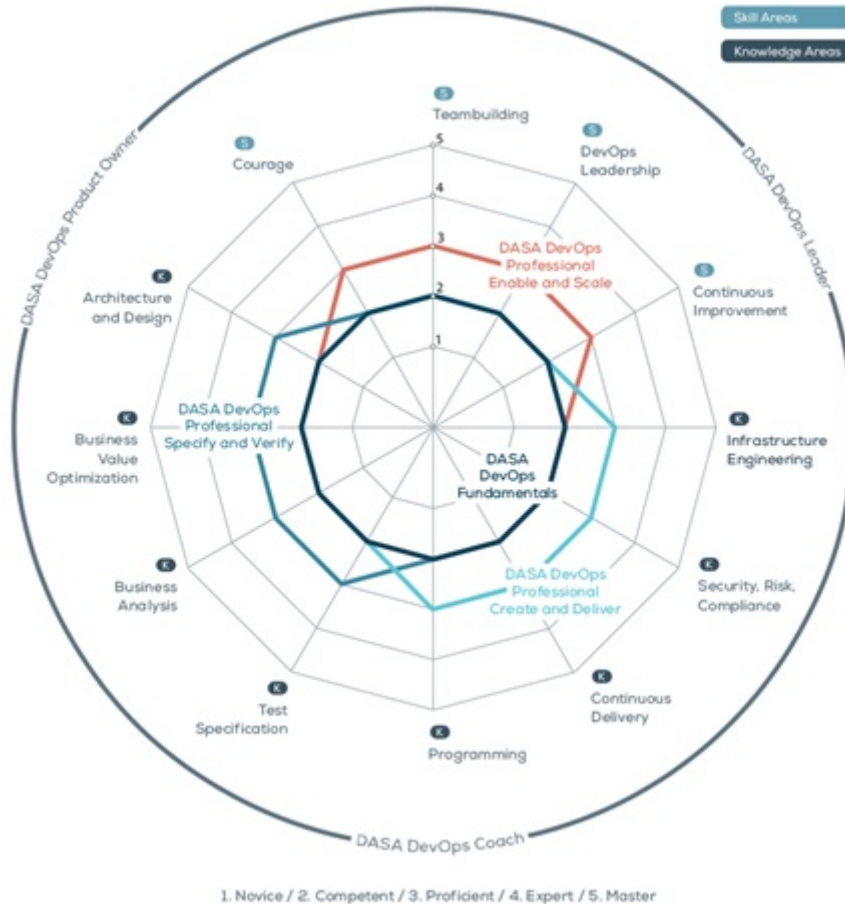 Skill Areas
Knowledge Areas
S
Teambuilding
S
DevOps
Leadership
S
Courage
DASA DevOps Product Owner
DASA DevOps Leader
5
4
3
2
1
DASA DevOps
Professional
Enable and Scale
K
Architecture
and Design
S
Continuous
Improvement
DASA DevOps
Professional
Specify and Verify
K
Business
Value
Optimization
K
Infrastructure
Engineering
DASA
DevOps
Fundamentals
K
Business
Analysis
K
Security, Risk,
Compliance
DASA DevOps
Professional
Create and Deliver
K
Test
Specification
K
Continuous
Delivery
K
Programming
DASA DevOps Coach
1. Novice / 2. Competent / 3. Proficient / 4. Expert / 5. Master